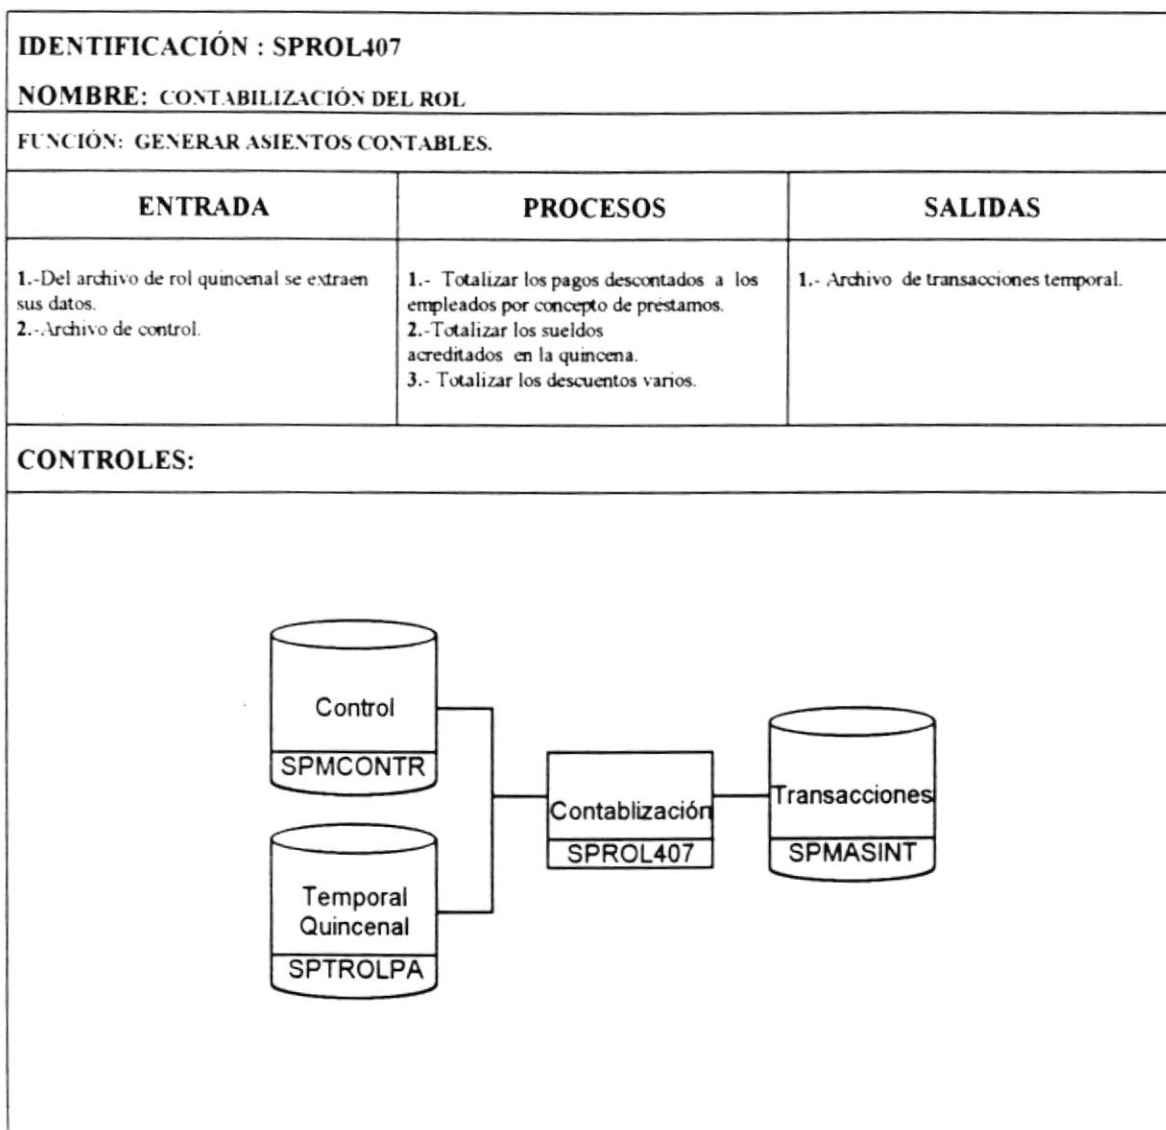 IDENTIFICACIÓN : SPROL407
NOMBRE: CONTABILIZACIÓN DEL ROL
FUNCIÓN: GENERAR ASIENTOS CONTABLES.
ENTRADA
PROCESOS
SALIDAS
1.-Del archivo de rol quincenal se extraen
sus datos.
2.-Archivo de control.
1.- Totalizar los pagos descontados a los
empleados por concepto de préstamos.
2.-Totalizar los sueldos
acreditados en la quincena.
3.- Totalizar los descuentos varios.
1.- Archivo de transacciones temporal.
CONTROLES:
Control
SPMCONTR
Temporal
Quincenal
SPTROLPA
Contablización
SPROL407
Transacciones
SPMASINT